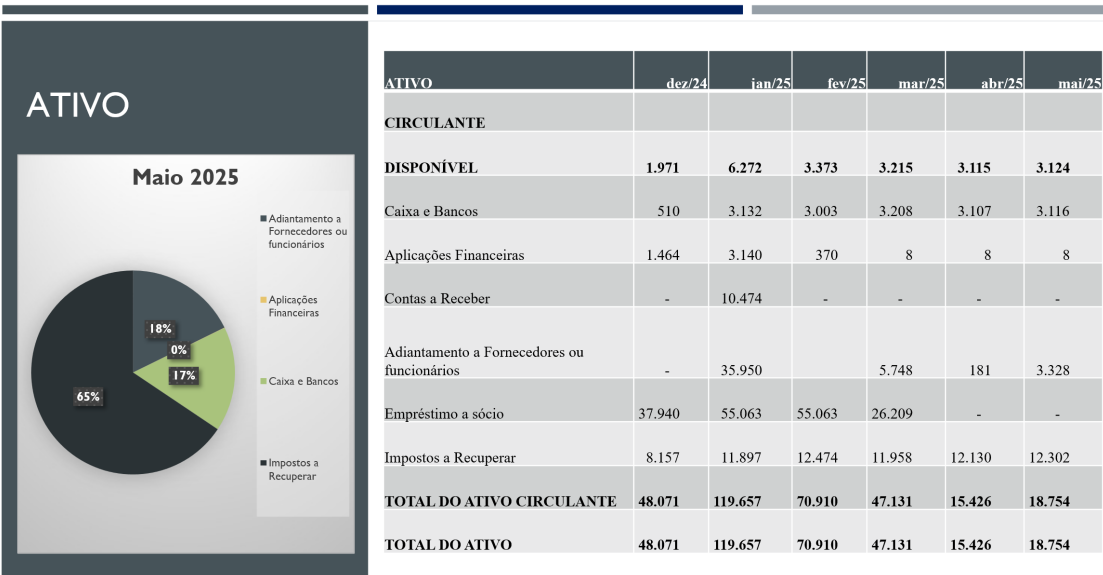 ATIVO
Maio 2025
Adiantamento a
Fornecedores ou
funcionários
Aplicações
Financeiras
Caixa e Bancos
Impostos a
Recuperar
18%
0%
17%
65%
ATIVO dez/24 jan/25 fev/25 mar/25 abr/25 mai/25
CIRCULANTE
DISPONÍVEL 1.971 6.272 3.373 3.215 3.115 3.124
Caixa e Bancos 510 3.132 3.003 3.208 3.107 3.116
Aplicações Financeiras 1.464 3.140 370 8 8 8
Contas a Receber - 10.474 - - - -
Adiantamento a Fornecedores ou
funcionários - 35.950 5.748 181 3.328
Empréstimo a sócio 37.940 55.063 55.063 26.209 - -
Impostos a Recuperar 8.157 11.897 12.474 11.958 12.130 12.302
TOTAL DO ATIVO CIRCULANTE 48.071 119.657 70.910 47.131 15.426 18.754
TOTAL DO ATIVO 48.071 119.657 70.910 47.131 15.426 18.754